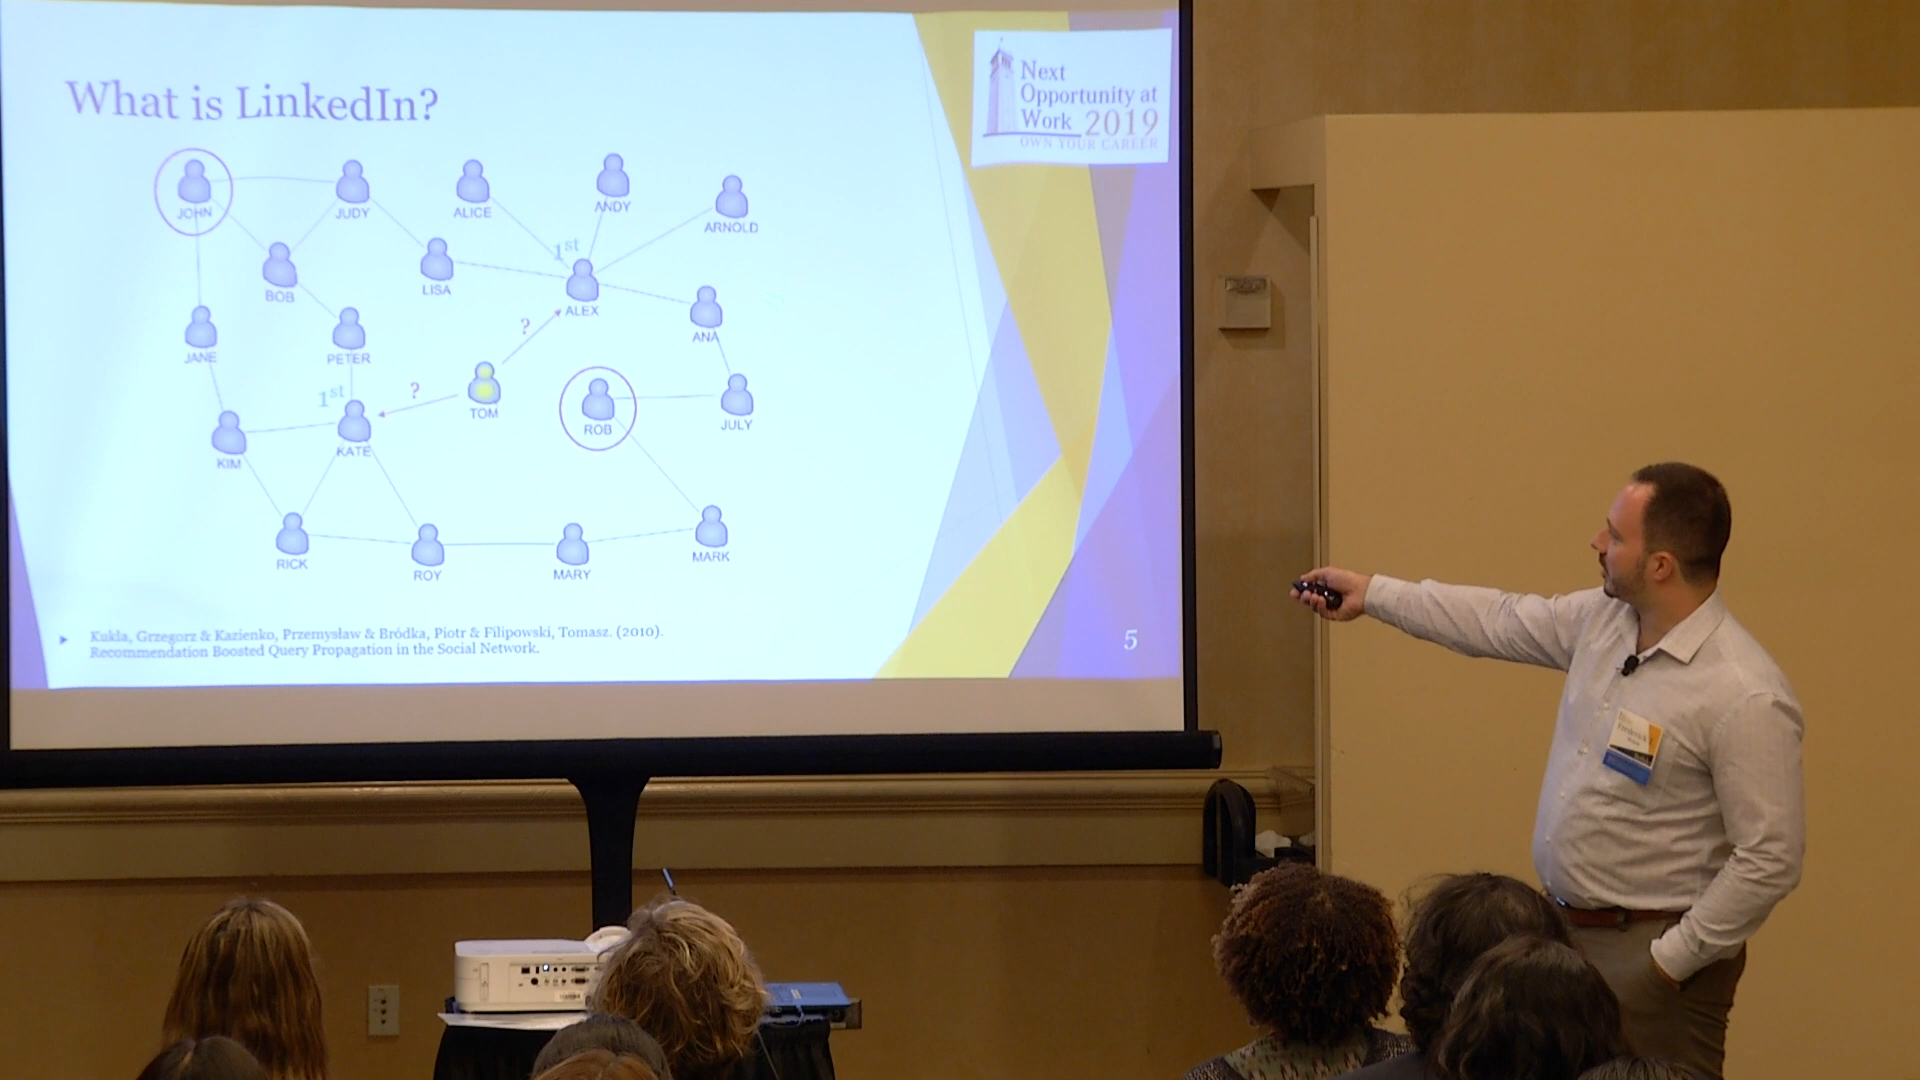 What is LinkedIn?
Next
Opportunity at
Work 2019
OWN YOUR CAREER
JOHN
JUDY
ALICE
ANDY
ARNOLD
1st
BOB
LISA
ALEX
?
JANE
PETER
ANA
1st
?
TOM
ROB
JULY
KIM
KATE
RICK
ROY
MARY
MARK
Kukla, Grzegorz & Kazienko, Przemysław & Bródka, Piotr & Filipowski, Tomasz. (2010).
Recommendation Boosted Query Propagation in the Social Network.
5
Frederick